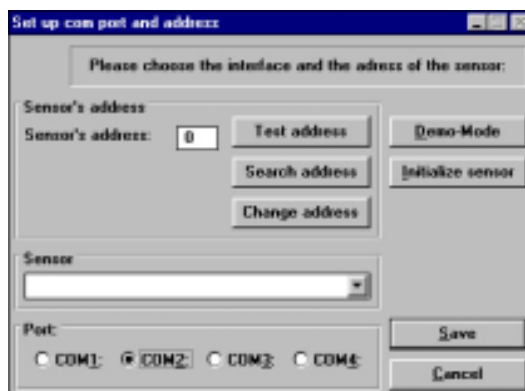 Set up com port and address
Please choose the interface and the adress of the sensor:
Sensor's address
Sensor's address: 0
Test address
Demo-Mode
Search address
Initialize sensor
Change address
Sensor
Port:
COM1: COM2: COM3: COM4:
Save
Cancel